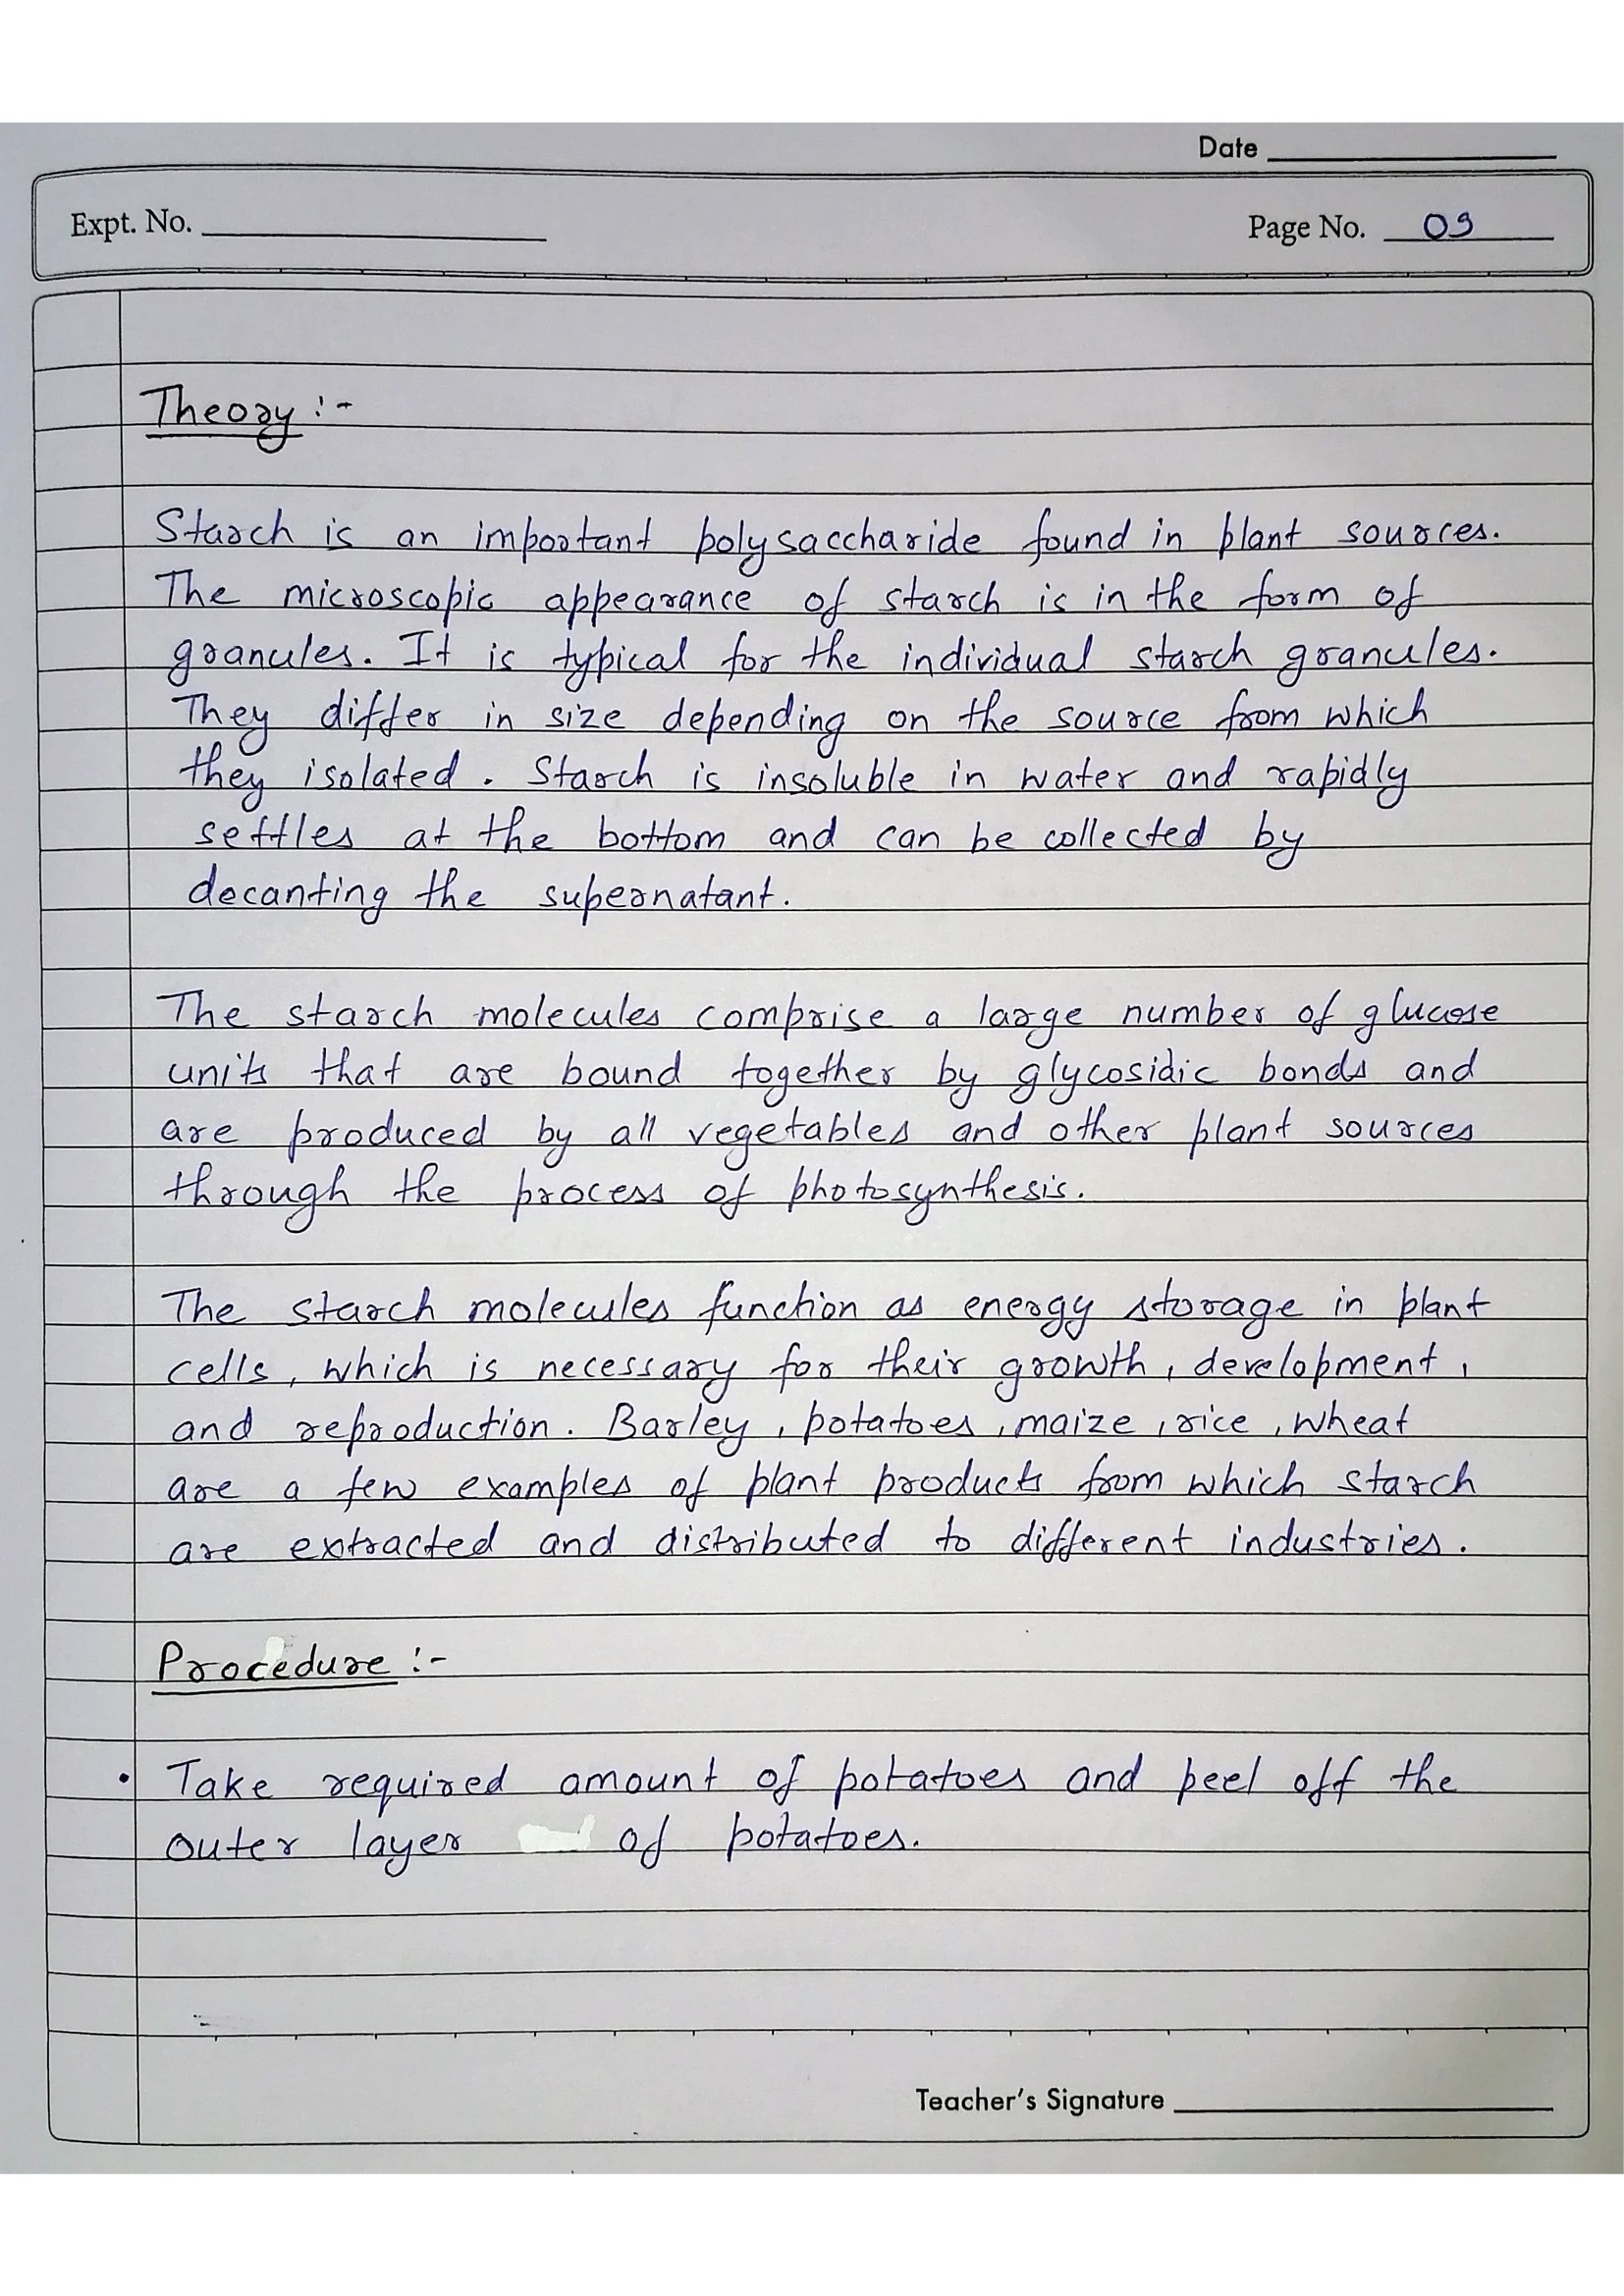 Date
Expt. No.
Page No. 09
Theory :-
Starch is an important polysaccharide found in plant sources.
The microscopic appearance of starch is in the form of
granules. It is typical for the individual starch granules.
They differ in size depending on the source from which
they isolated. Starch is insoluble in water and rapidly
settles at the bottom and can be collected by
decanting the supernatant.
The starch molecules comprise a large number of glucose
units that are bound together by glycosidic bonds and
are produced by all vegetables and other plant sources
through the process of photosynthesis.
The starch molecules function as energy storage in plant
cells, which is necessary for their growth, development,
and reproduction. Barley, potatoes, maize, rice, wheat
are a few examples of plant products from which starch
are extracted and distributed to different industries.
Procedure :-
• Take required amount of potatoes and peel off the
outer layer of potatoes.
Teacher's Signature